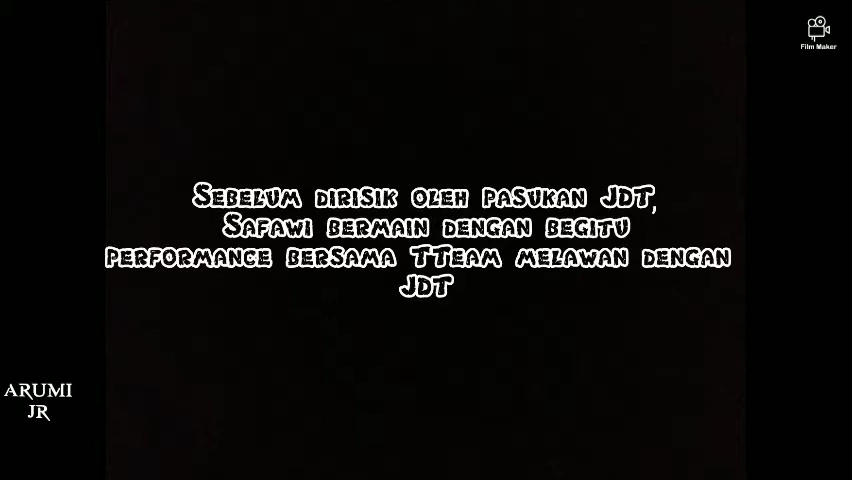 Film Maker
Sebelum dirisik oleh pasukan JDT,
Safawi bermain dengan begitu
performance bersama TTeam melawan dengan
JDT
ARUMI
JR